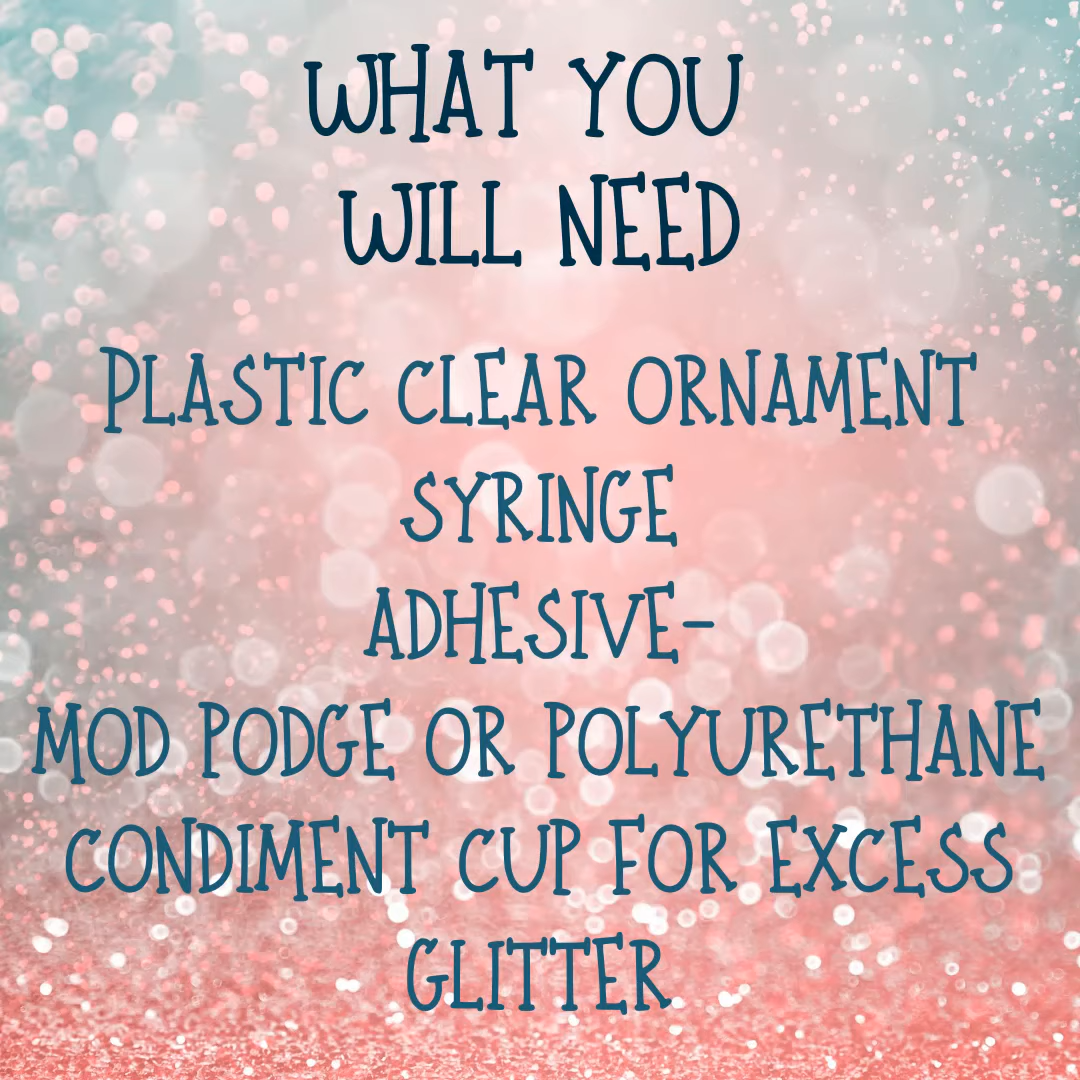 WHAT YOU
WILL NEED
PLASTIC CLEAR ORNAMENT
SYRINGE
ADHESIVE-
MOD PODGE OR POLYURETHANE
CONDIMENT CUP FOR EXCESS
GLITTER